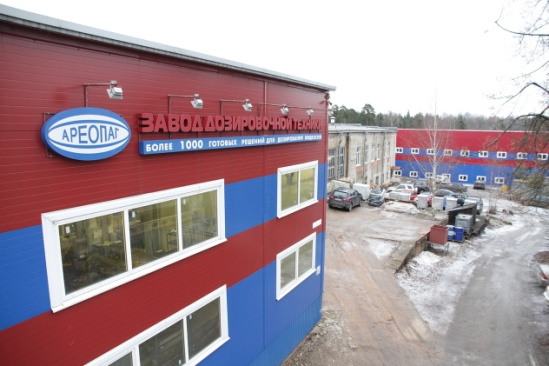 АРЕОПАГ
ЗАВОД ДОЗИРОВОЧНОЙ ТЕХНИКИ
БОЛЕЕ 1000 ГОТОВЫХ РЕШЕНИЙ ДЛЯ ДОЗИРОВАНИЯ ЖИДКОСТЕЙ